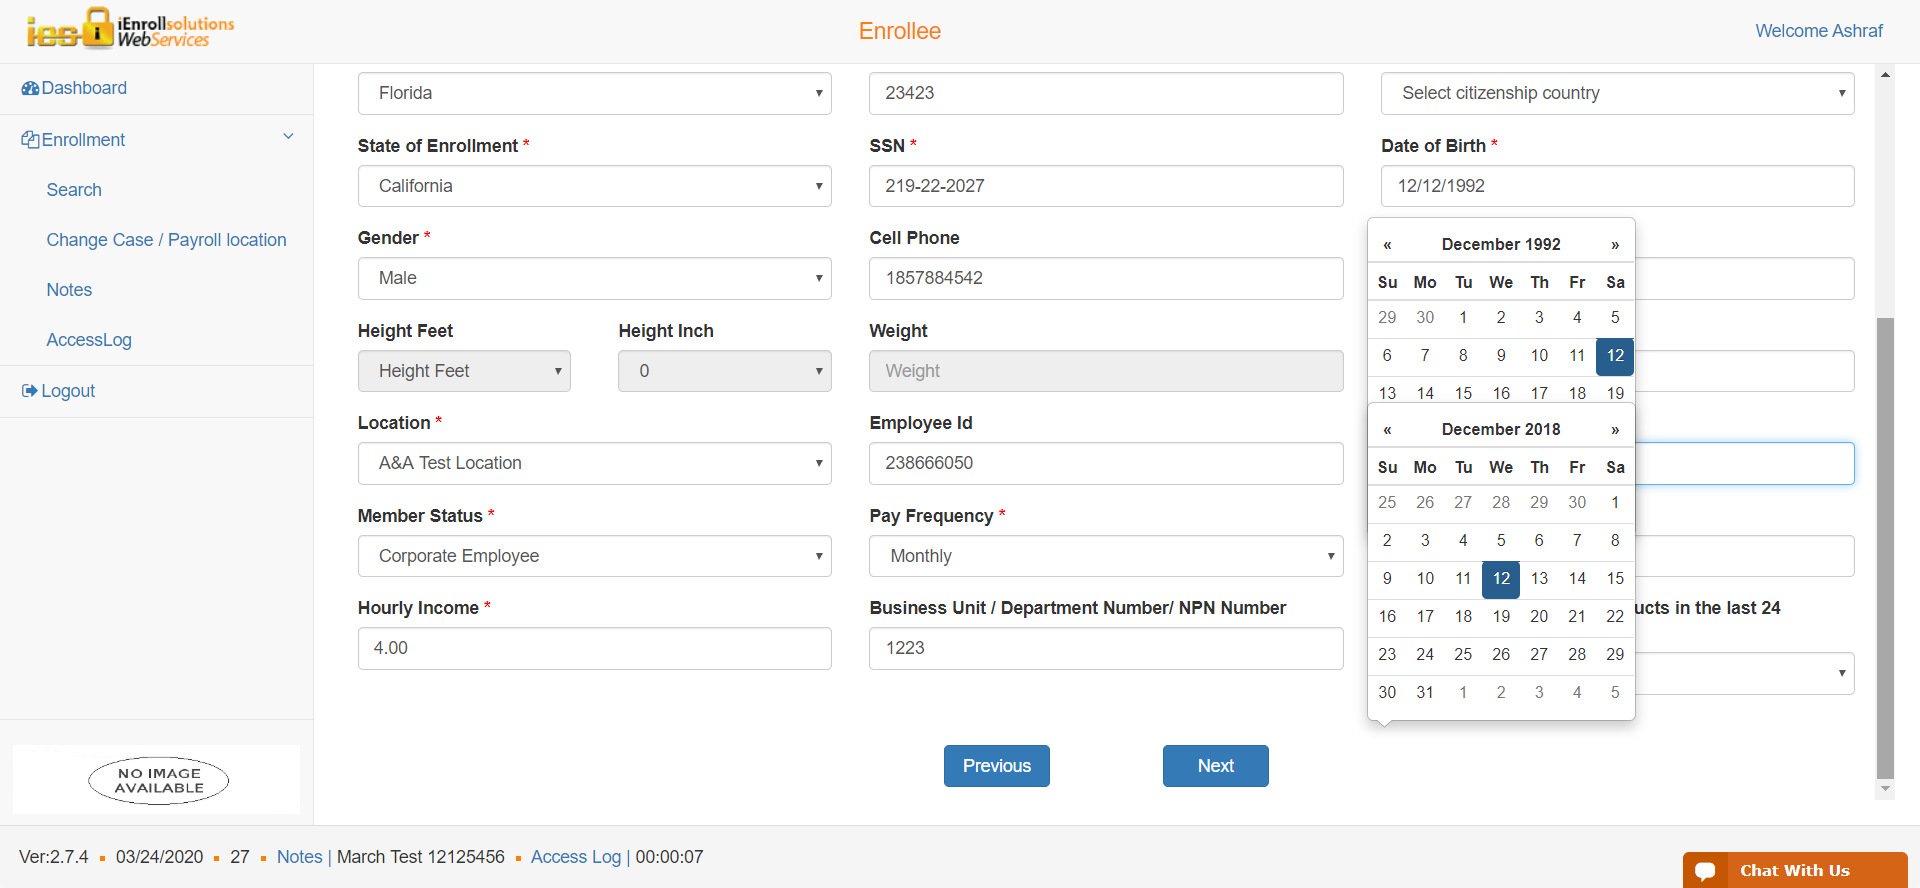 ies iEnrollsolutions
WebServices
Enrollee
Welcome Ashraf
Dashboard
Enrollment
Search
Change Case / Payroll location
Notes
AccessLog
Logout
NO IMAGE
AVAILABLE
Florida 23423 Select citizenship country
State of Enrollment * SSN * Date of Birth *
California 219-22-2027 12/12/1992
Gender * Cell Phone
Male 1857884542
Height Feet Height Inch Weight
Height Feet 0 Weight
Location * Employee Id
A&A Test Location 238666050
Member Status * Pay Frequency *
Corporate Employee Monthly
Hourly Income * Business Unit / Department Number/ NPN Number ucts in the last 24
4.00 1223
« December 1992 »
Su Mo Tu We Th Fr Sa
29 30 1 2 3 4 5
6 7 8 9 10 11 12
13 14 15 16 17 18 19
« December 2018 »
Su Mo Tu We Th Fr Sa
25 26 27 28 29 30 1
2 3 4 5 6 7 8
9 10 11 12 13 14 15
16 17 18 19 20 21 22
23 24 25 26 27 28 29
30 31 1 2 3 4 5
Previous Next
Ver:2.7.4 03/24/2020 27 Notes | March Test 12125456 Access Log | 00:00:07
Chat With Us